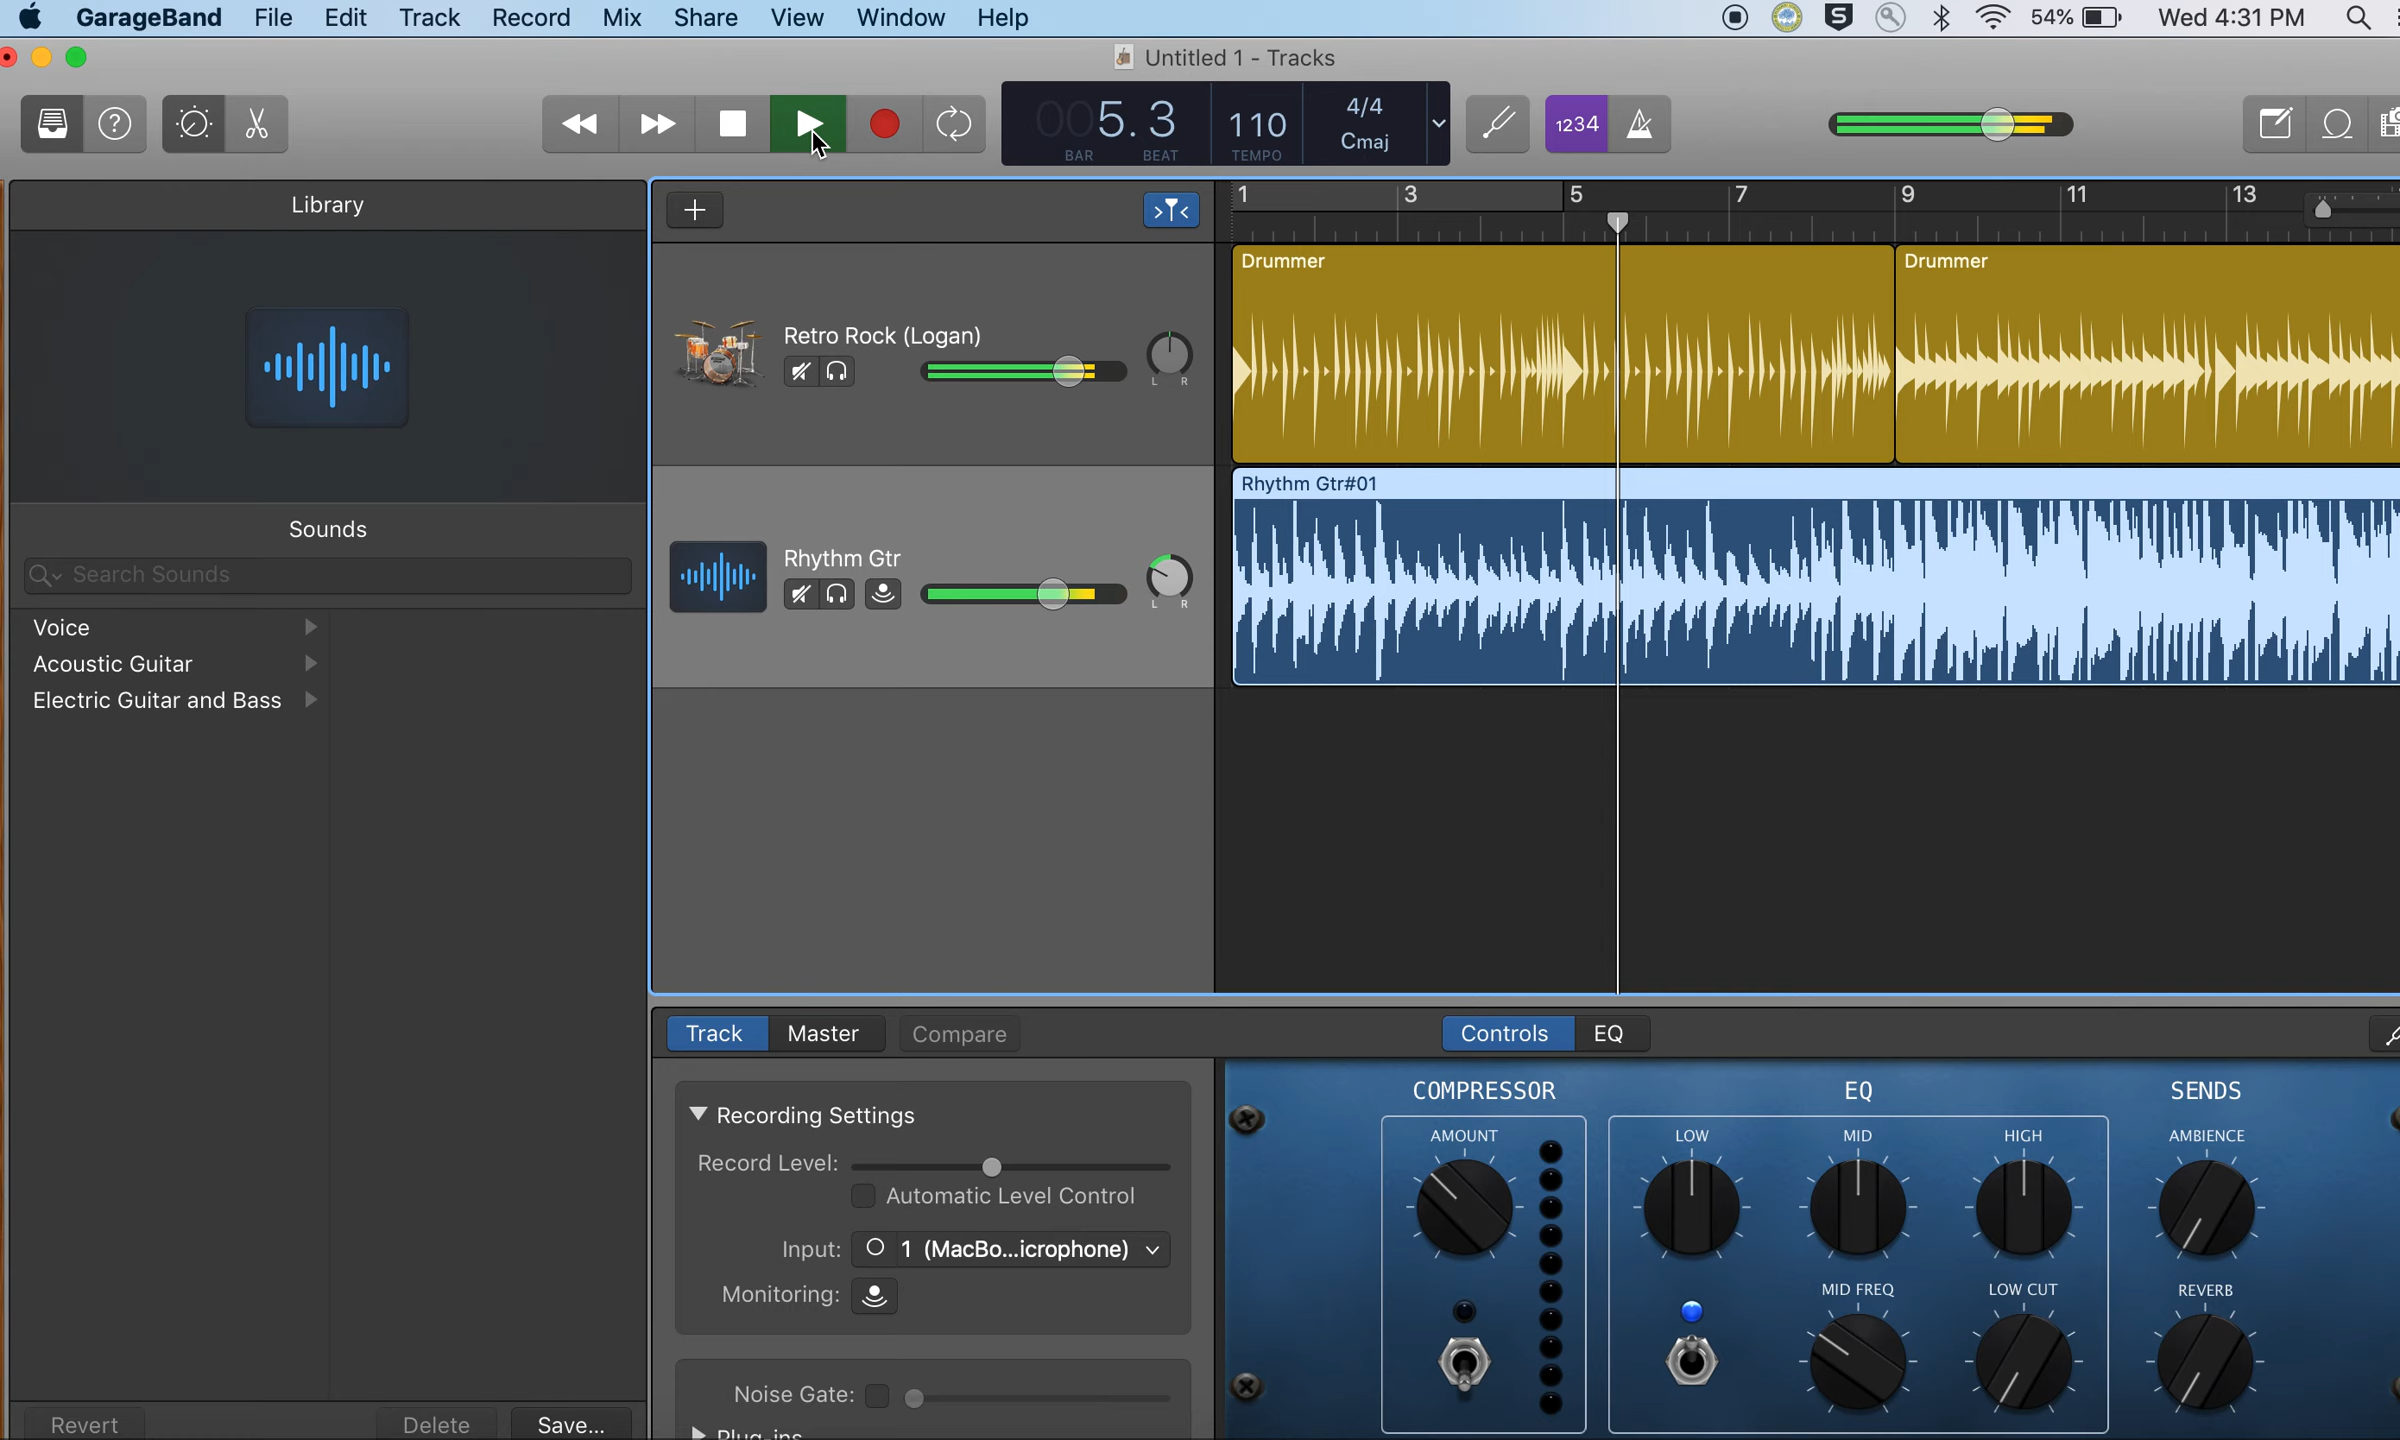 GarageBand File Edit Track Record Mix Share View Window Help 54% Wed 4:31 PM
Untitled 1 - Tracks
005.3 110 4/4 Cmaj 1234
BAR BEAT TEMPO
Library
1 3 5 7 9 11 13
Drummer Drummer
Retro Rock (Logan)
L R
Rhythm Gtr#01
Rhythm Gtr
L R
Sounds
Search Sounds
Voice
Acoustic Guitar
Electric Guitar and Bass
Track Master Compare Controls EQ
Recording Settings
Record Level:
Automatic Level Control
Input: 1 (MacBo...icrophone)
Monitoring:
Noise Gate:
Plug-ins
COMPRESSOR EQ SENDS
AMOUNT LOW MID HIGH AMBIENCE
MID FREQ LOW CUT REVERB
Revert Delete Save...